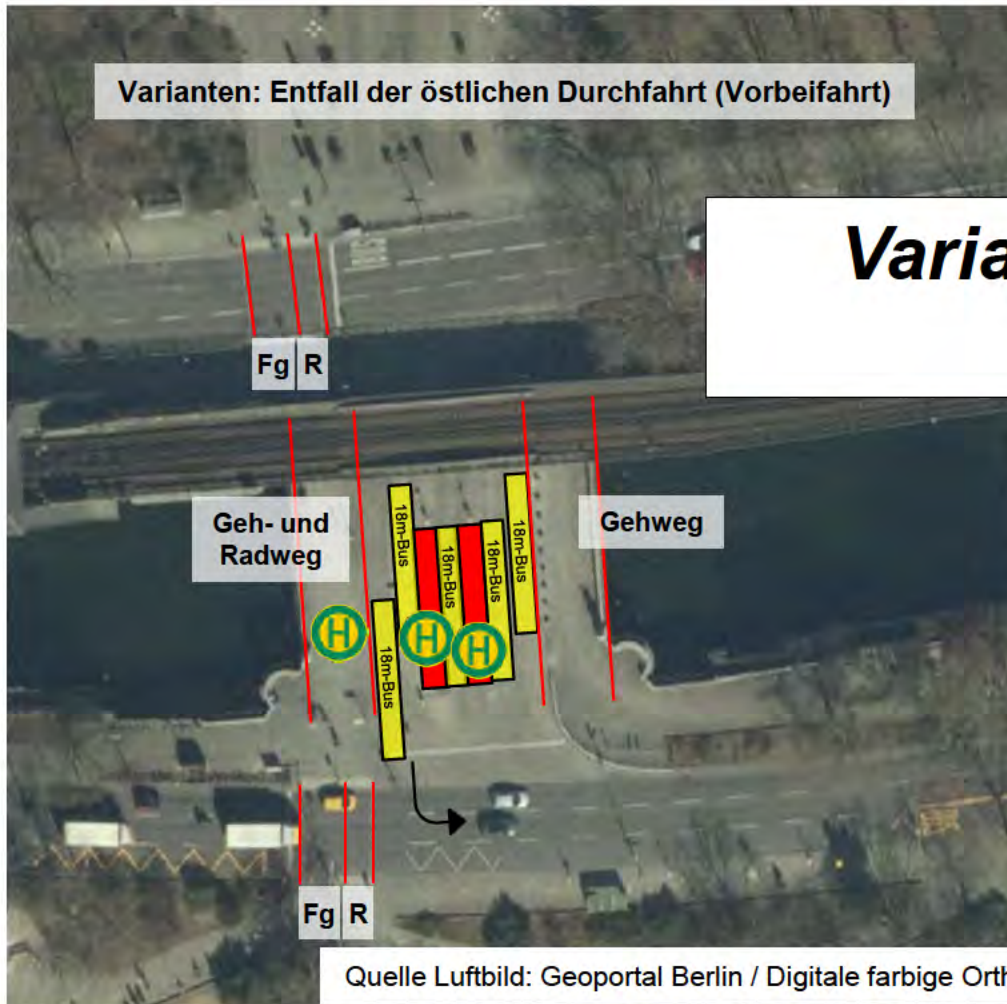 Varianten: Entfall der östlichen Durchfahrt (Vorbeifahrt)
Varia
Fg R
Geh- und
Radweg
Gehweg
18m-Bus
18m-Bus
18m-Bus
18m-Bus
18m-Bus
H
H
H
Fg R
Quelle Luftbild: Geoportal Berlin / Digitale farbige Orth